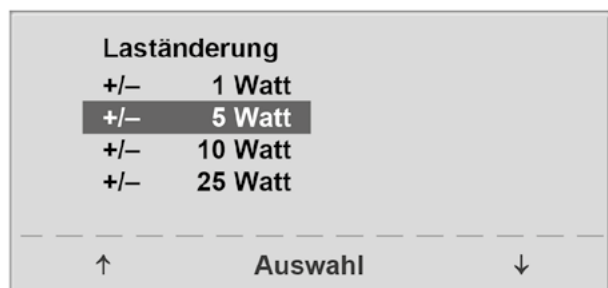 Laständerung
+/– 1 Watt
+/– 5 Watt
+/– 10 Watt
+/– 25 Watt
↑ Auswahl ↓